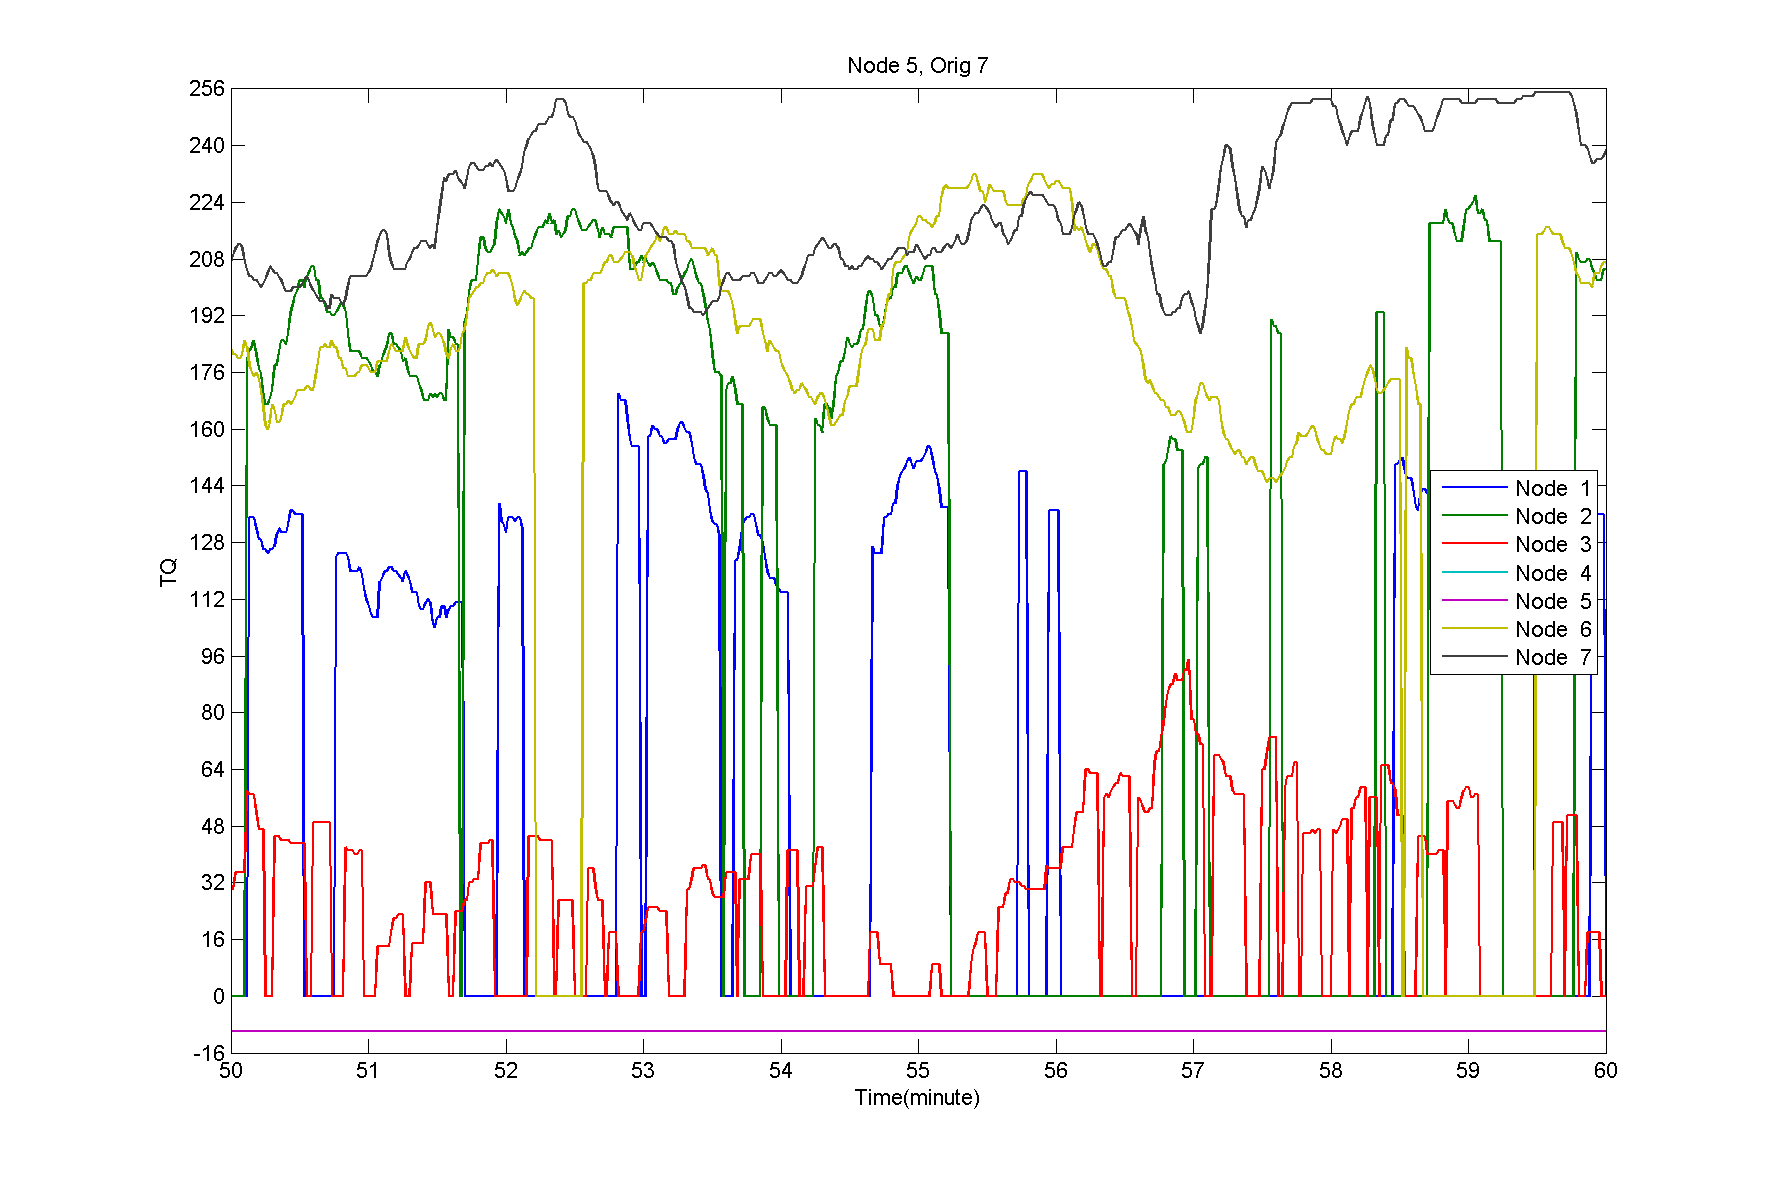 Node 5, Orig 7
256
240
224
208
192
176
160
144
128
112
96
80
64
48
32
16
0
-16
TQ
Node 1
Node 2
Node 3
Node 4
Node 5
Node 6
Node 7
50 51 52 53 54 55 56 57 58 59 60
Time(minute)